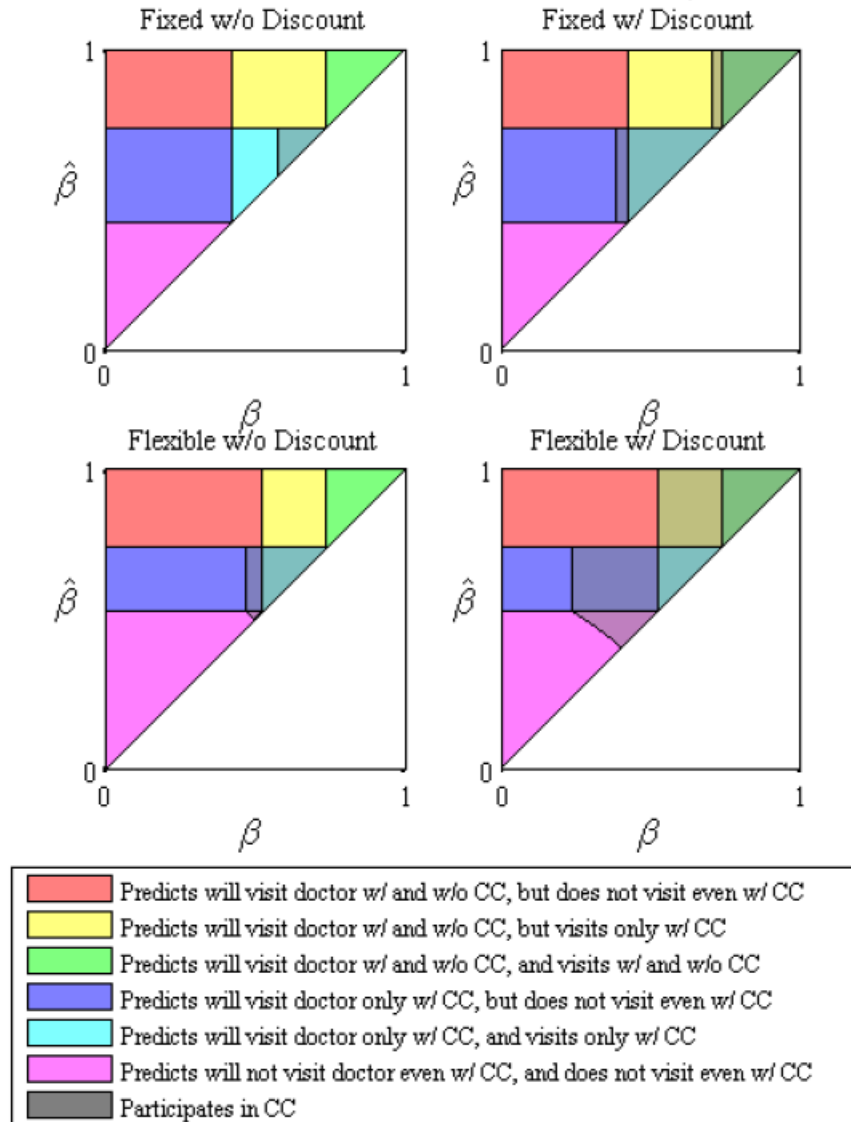 Fixed w/o Discount
Fixed w/ Discount
1
1
β̂
β̂
0
0
0
1
0
1
β
β
Flexible w/o Discount
Flexible w/ Discount
1
1
β̂
β̂
0
0
0
1
0
1
β
β
Predicts will visit doctor w/ and w/o CC, but does not visit even w/ CC
Predicts will visit doctor w/ and w/o CC, but visits only w/ CC
Predicts will visit doctor w/ and w/o CC, and visits w/ and w/o CC
Predicts will visit doctor only w/ CC, but does not visit even w/ CC
Predicts will visit doctor only w/ CC, and visits only w/ CC
Predicts will not visit doctor even w/ CC, and does not visit even w/ CC
Participates in CC